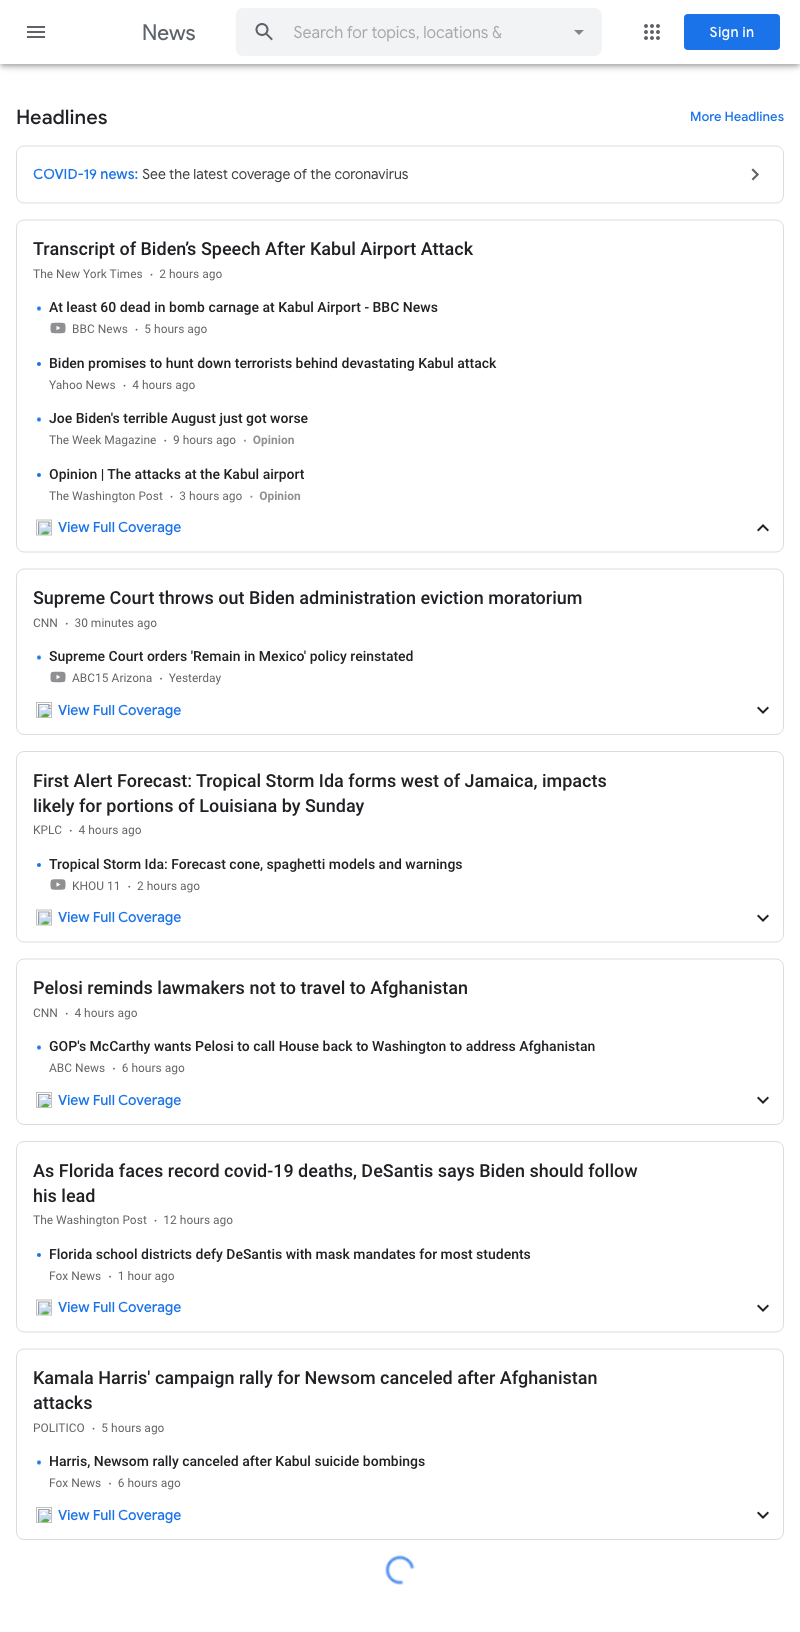 News
Search for topics, locations &
Sign in
Headlines
More Headlines
COVID-19 news: See the latest coverage of the coronavirus
Transcript of Biden’s Speech After Kabul Airport Attack
The New York Times · 2 hours ago
At least 60 dead in bomb carnage at Kabul Airport - BBC News
BBC News · 5 hours ago
Biden promises to hunt down terrorists behind devastating Kabul attack
Yahoo News · 4 hours ago
Joe Biden's terrible August just got worse
The Week Magazine · 9 hours ago · Opinion
Opinion | The attacks at the Kabul airport
The Washington Post · 3 hours ago · Opinion
View Full Coverage
Supreme Court throws out Biden administration eviction moratorium
CNN · 30 minutes ago
Supreme Court orders 'Remain in Mexico' policy reinstated
ABC15 Arizona · Yesterday
View Full Coverage
First Alert Forecast: Tropical Storm Ida forms west of Jamaica, impacts
likely for portions of Louisiana by Sunday
KPLC · 4 hours ago
Tropical Storm Ida: Forecast cone, spaghetti models and warnings
KHOU 11 · 2 hours ago
View Full Coverage
Pelosi reminds lawmakers not to travel to Afghanistan
CNN · 4 hours ago
GOP's McCarthy wants Pelosi to call House back to Washington to address Afghanistan
ABC News · 6 hours ago
View Full Coverage
As Florida faces record covid-19 deaths, DeSantis says Biden should follow
his lead
The Washington Post · 12 hours ago
Florida school districts defy DeSantis with mask mandates for most students
Fox News · 1 hour ago
View Full Coverage
Kamala Harris' campaign rally for Newsom canceled after Afghanistan
attacks
POLITICO · 5 hours ago
Harris, Newsom rally canceled after Kabul suicide bombings
Fox News · 6 hours ago
View Full Coverage